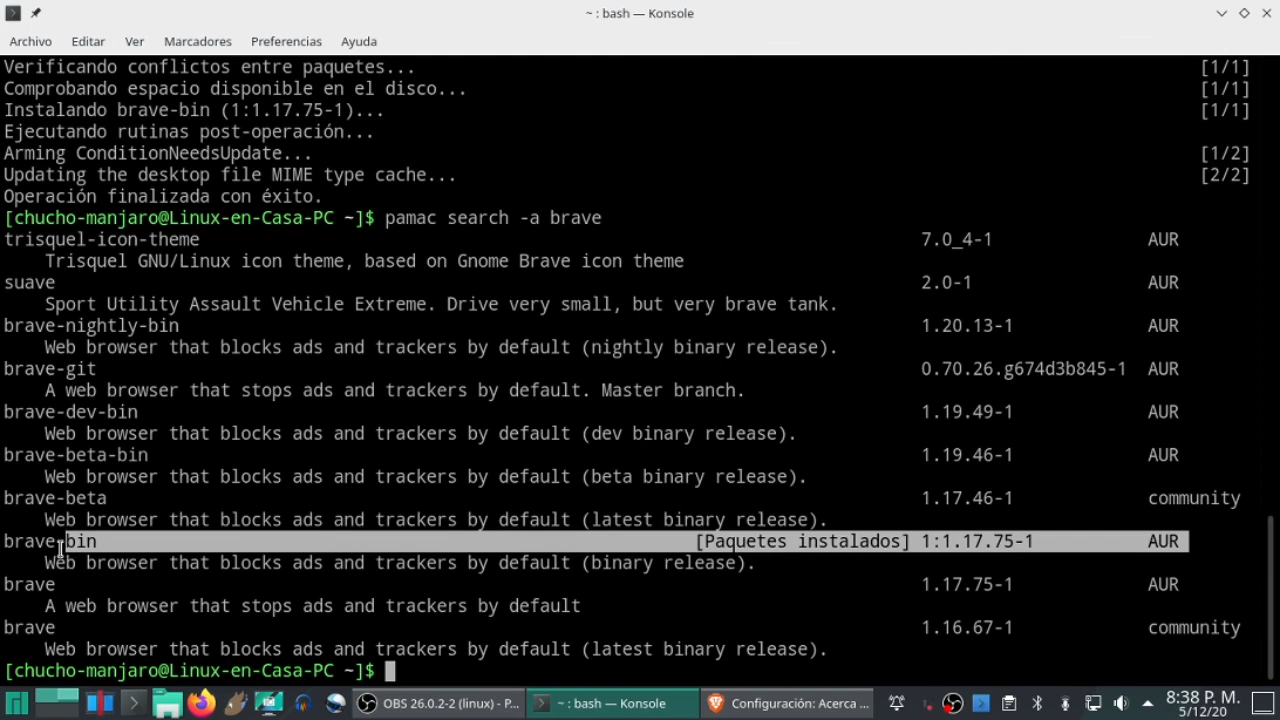 ~ : bash — Konsole
Archivo Editar Ver Marcadores Preferencias Ayuda
Verificando conflictos entre paquetes... [1/1]
Comprobando espacio disponible en el disco... [1/1]
Instalando brave-bin (1:1.17.75-1)... [1/1]
Ejecutando rutinas post-operación...
Arming ConditionNeedsUpdate... [1/2]
Updating the desktop file MIME type cache... [2/2]
Operación finalizada con éxito.
[chucho-manjaro@Linux-en-Casa-PC ~]$ pamac search -a brave
trisquel-icon-theme 7.0_4-1 AUR
Trisquel GNU/Linux icon theme, based on Gnome Brave icon theme
suave 2.0-1 AUR
Sport Utility Assault Vehicle Extreme. Drive very small, but very brave tank.
brave-nightly-bin 1.20.13-1 AUR
Web browser that blocks ads and trackers by default (nightly binary release).
brave-git 0.70.26.g674d3b845-1 AUR
A web browser that stops ads and trackers by default. Master branch.
brave-dev-bin 1.19.49-1 AUR
Web browser that blocks ads and trackers by default (dev binary release).
brave-beta-bin 1.19.46-1 AUR
Web browser that blocks ads and trackers by default (beta binary release).
brave-beta 1.17.46-1 community
Web browser that blocks ads and trackers by default (latest binary release).
brave-bin [Paquetes instalados] 1:1.17.75-1 AUR
Web browser that blocks ads and trackers by default (binary release).
brave 1.17.75-1 AUR
A web browser that stops ads and trackers by default
brave 1.16.67-1 community
Web browser that blocks ads and trackers by default (latest binary release).
[chucho-manjaro@Linux-en-Casa-PC ~]$
OBS 26.0.2-2 (linux) - P... ~ : bash — Konsole Configuración: Acerca ... 8:38 P. M.
5/12/20